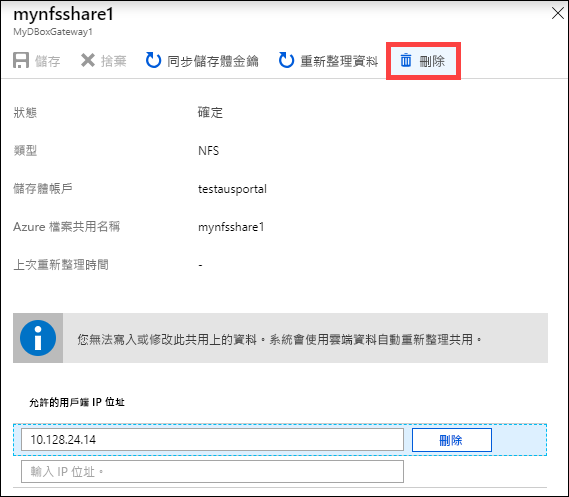 mynfsshare1
MyDBoxGateway1
儲存 捨棄 同步儲存體金鑰 重新整理資料 刪除
狀態 確定
類型 NFS
儲存體帳戶 testausportal
Azure 檔案共用名稱 mynfsshare1
上次重新整理時間 -
您無法寫入或修改此共用上的資料。系統會使用雲端資料自動重新整理共用。
允許的用戶端 IP 位址
10.128.24.14 刪除
輸入 IP 位址。